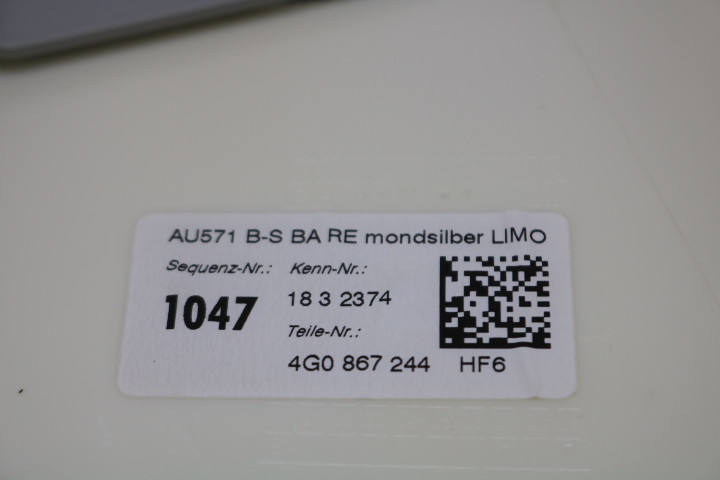 AU571 B-S BA RE mondsilber LIMO
Sequenz-Nr.: Kenn-Nr.:
1047 18 3 2374
Teile-Nr.:
4G0 867 244 HF6